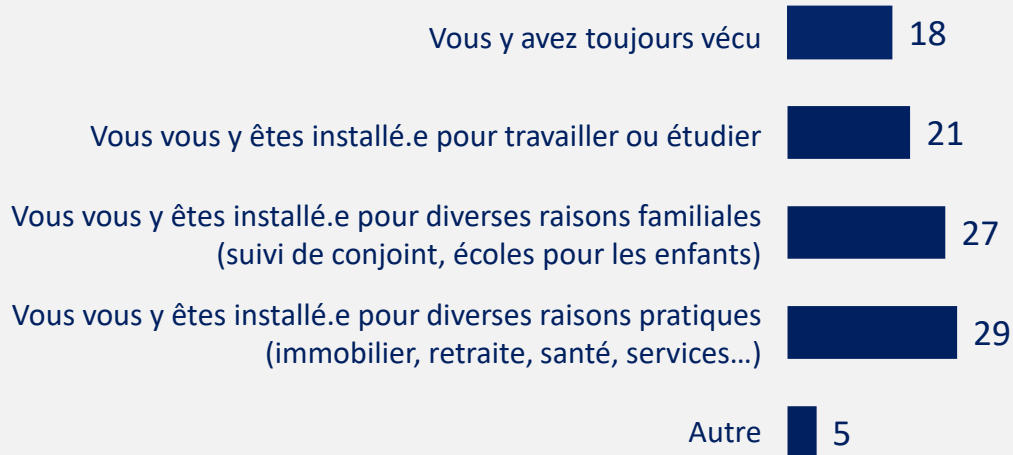 Vous y avez toujours vécu 18
Vous vous y êtes installé.e pour travailler ou étudier 21
Vous vous y êtes installé.e pour diverses raisons familiales
(suivi de conjoint, écoles pour les enfants) 27
Vous vous y êtes installé.e pour diverses raisons pratiques
(immobilier, retraite, santé, services…) 29
Autre 5